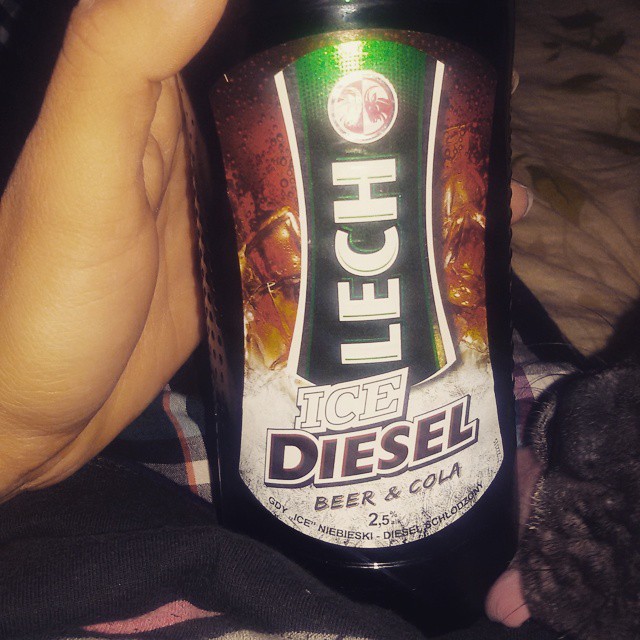 LECH
ICE
DIESEL
BEER & COLA
2,5%
GDY „ICE" NIEBIESKI - DIESEL SCHŁODZONY